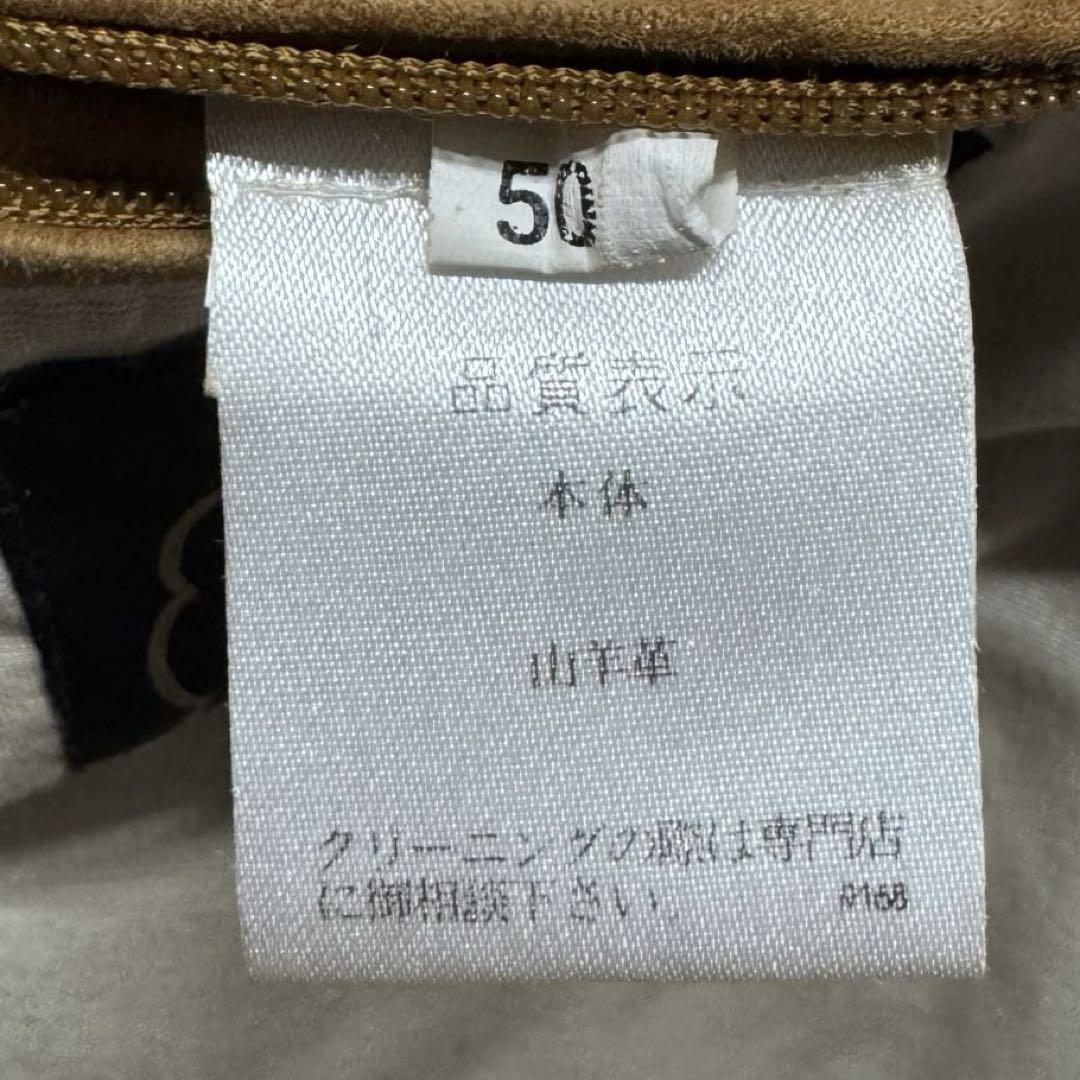 50
品質表示
本体
山羊革
クリーニングの際は専門店
に御相談下さい。
R168